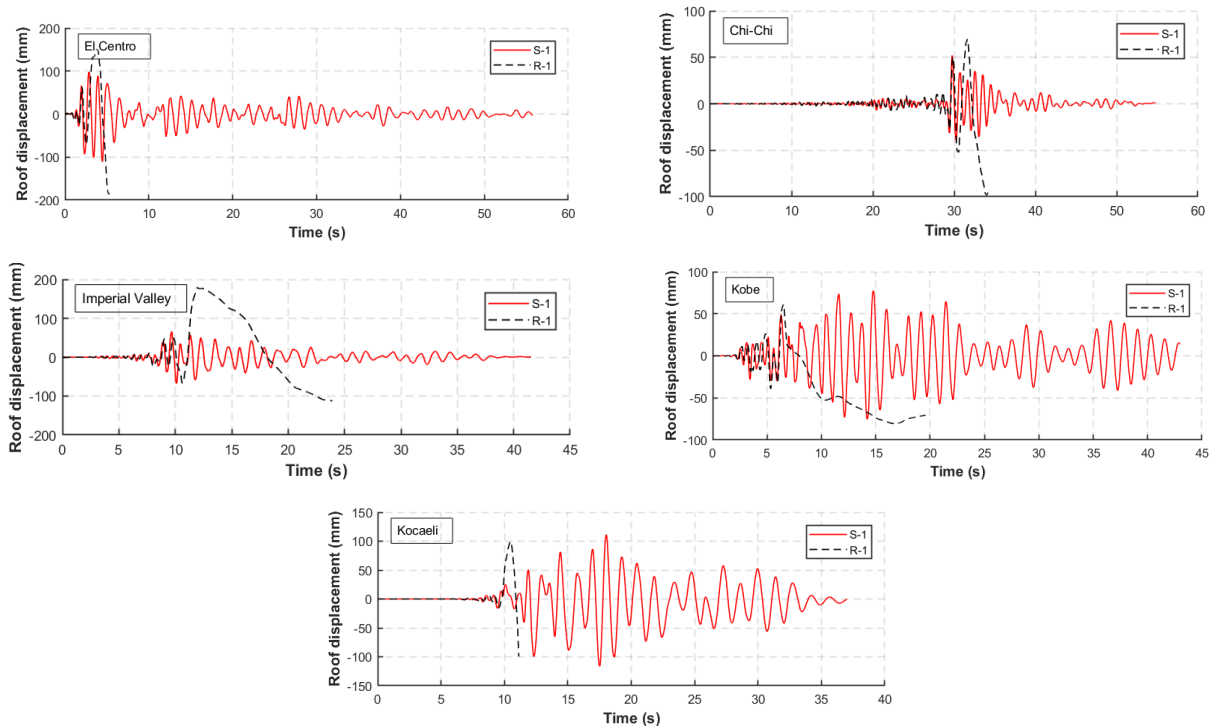 Roof displacement (mm)
200
100
0
-100
-200
El Centro
S-1
R-1
0 10 20 30 40 50 60
Time (s)
Roof displacement (mm)
100
50
0
-50
-100
Chi-Chi
S-1
R-1
0 10 20 30 40 50 60
Time (s)
Roof displacement (mm)
200
100
0
-100
-200
Imperial Valley
S-1
R-1
0 5 10 15 20 25 30 35 40 45
Time (s)
Roof displacement (mm)
100
50
0
-50
-100
Kobe
S-1
R-1
0 5 10 15 20 25 30 35 40 45
Time (s)
Roof displacement (mm)
150
100
50
0
-50
-100
-150
Kocaeli
S-1
R-1
0 5 10 15 20 25 30 35 40
Time (s)